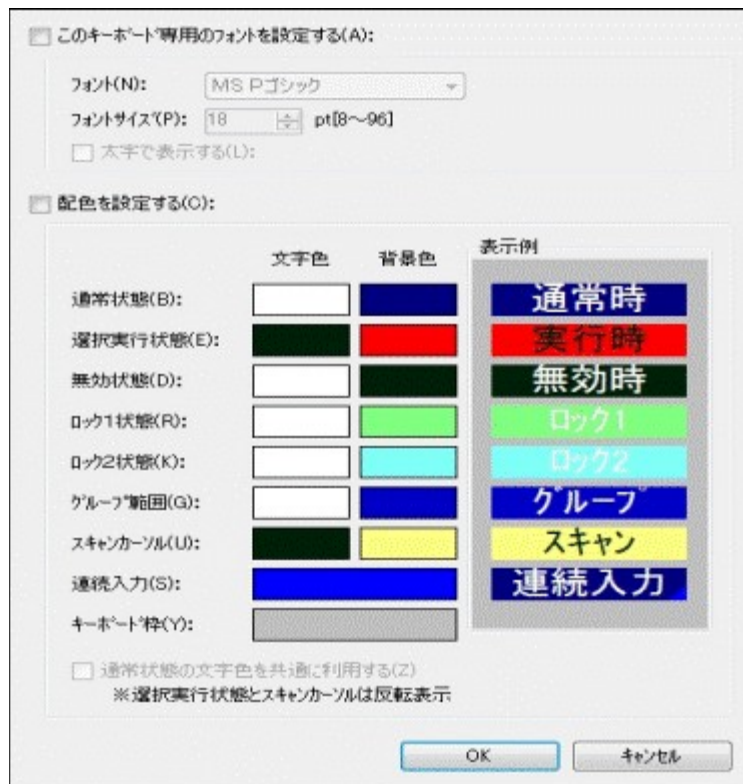 このキーボード専用のフォントを設定する(A):
フォント(N): MS Pゴシック
フォントサイズ(P): 18 pt[8～96]
太字で表示する(L):
配色を設定する(C):
文字色 背景色 表示例
通常状態(B): 通常時
選択実行状態(E): 実行時
無効状態(D): 無効時
ロック1状態(R): ロック1
ロック2状態(K): ロック2
グループ範囲(G): グループ
スキャンカーソル(U): スキャン
連続入力(S): 連続入力
キーボード枠(Y):
通常状態の文字色を共通に利用する(Z)
※選択実行状態とスキャンカーソルは反転表示
OK キャンセル